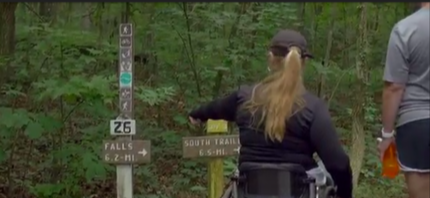 26
FALLS
6.2-MI.
SOUTH TRAIL
6.5-MI.